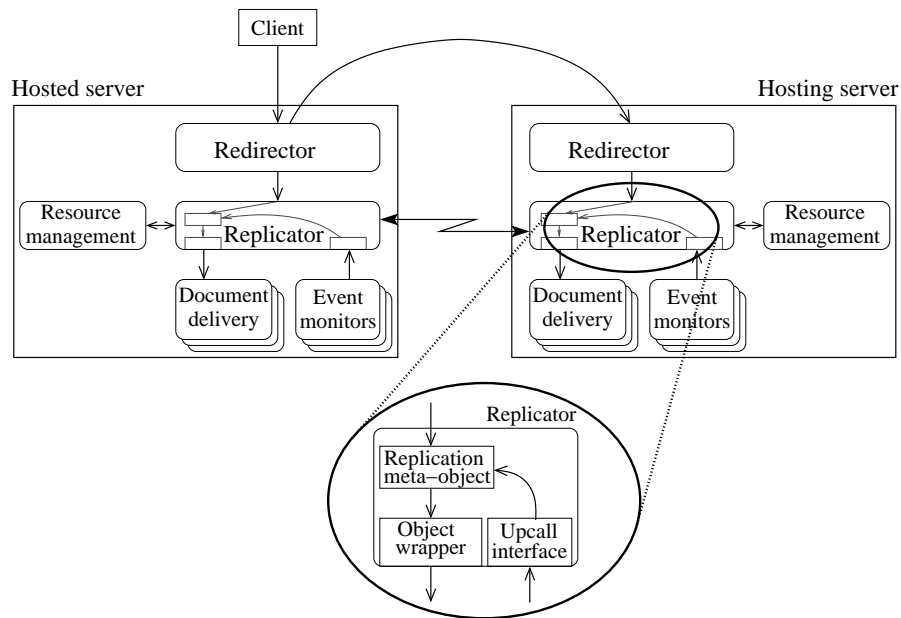 Client
Hosted server
Hosting server
Redirector
Redirector
Resource
management
Replicator
Replicator
Resource
management
Document
delivery
Event
monitors
Document
delivery
Event
monitors
Replicator
Replication
meta−object
Object
wrapper
Upcall
interface